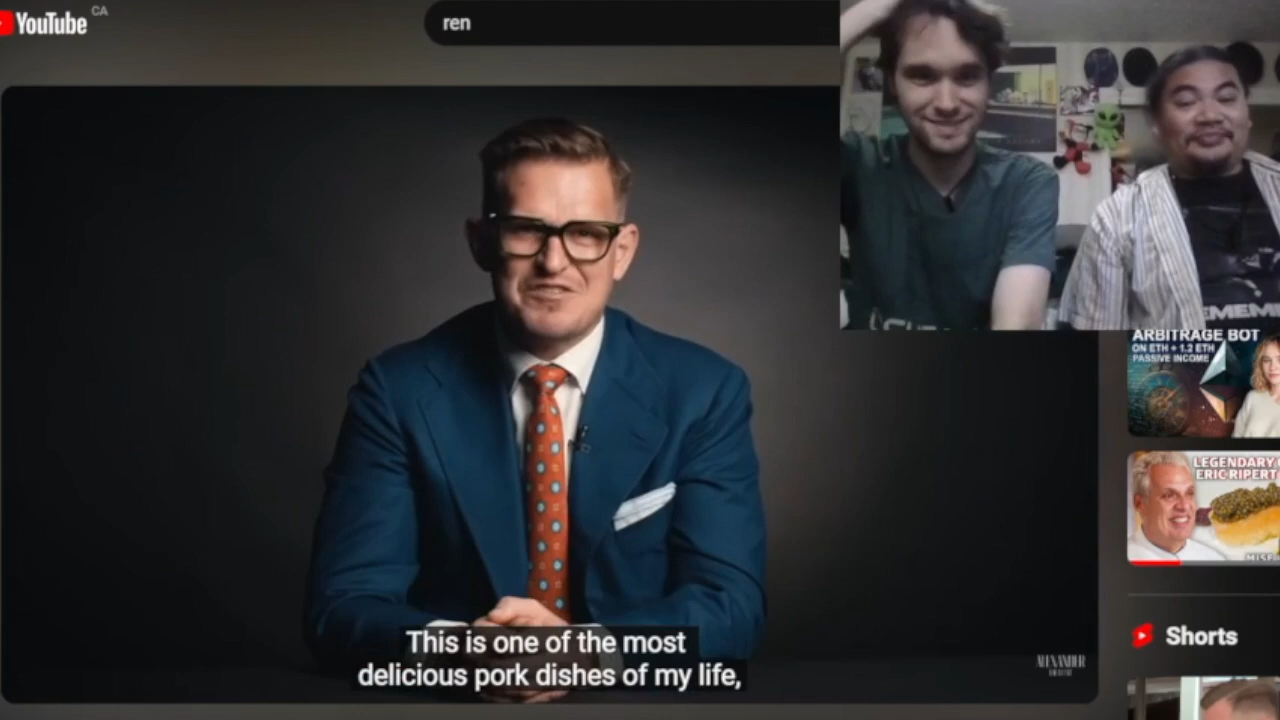 YouTube CA
ren
ARBITRAGE BOT
ON ETH + 1.2 ETH
PASSIVE INCOME
LEGENDARY
ERIC RIPERT
Shorts
This is one of the most
delicious pork dishes of my life,
ALEXANDER